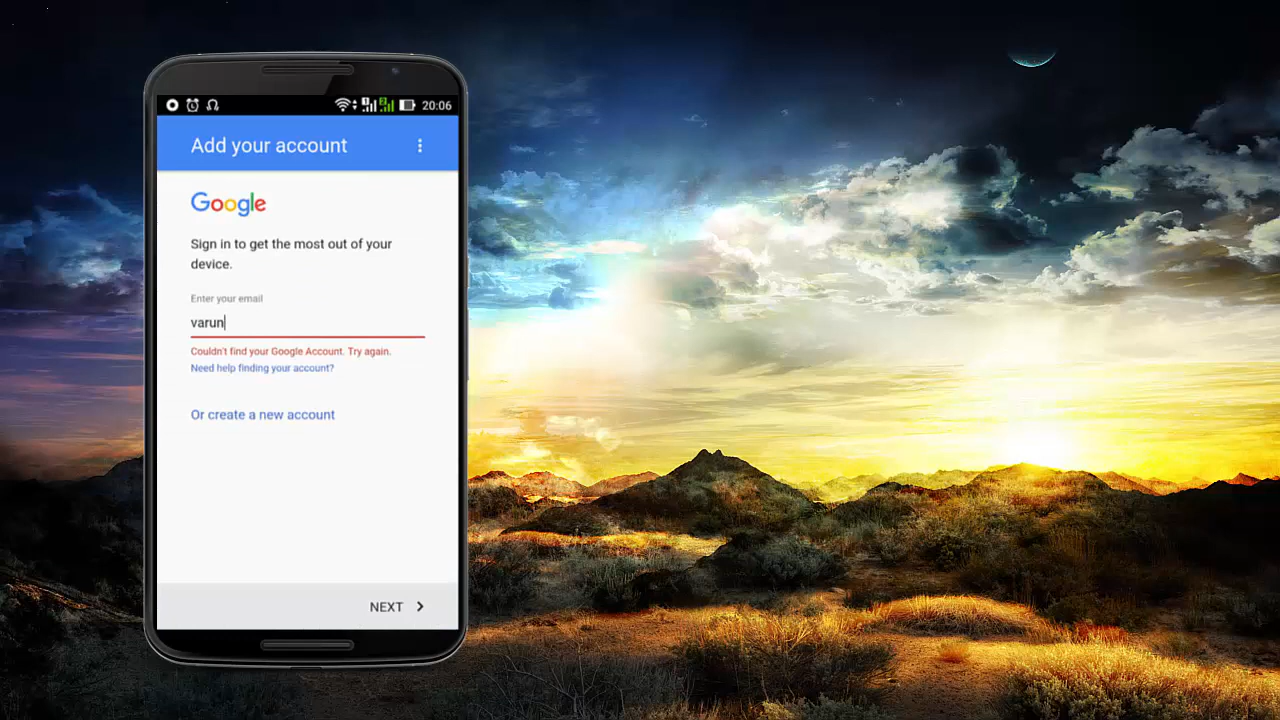 20:06
Add your account
Google
Sign in to get the most out of your
device.
Enter your email
varun
Couldn't find your Google Account. Try again.
Need help finding your account?
Or create a new account
NEXT